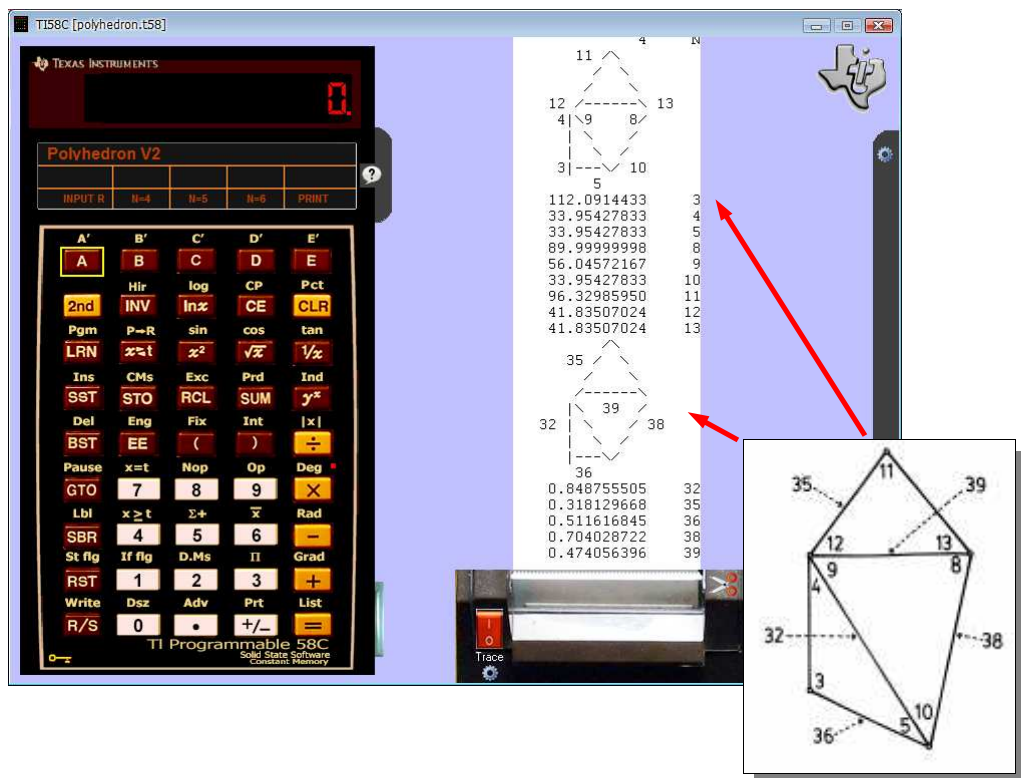 TI58C [polyhedron.t58]
TEXAS INSTRUMENTS
0.
Polyhedron V2
?
INPUT R N=4 N=5 N=6 PRINT
A' B' C' D' E'
A B C D E
Hir log CP Pct
2nd INV lnx CE CLR
Pgm P→R sin cos tan
LRN x⇄t x² √x 1/x
Ins CMs Exc Prd Ind
SST STO RCL SUM yˣ
Del Eng Fix Int |x|
BST EE ( ) ÷
Pause x=t Nop Op Deg
GTO 7 8 9 ×
Lbl x≥t Σ+ x̅ Rad
SBR 4 5 6 −
St flg If flg D.Ms Π Grad
RST 1 2 3 +
Write Dsz Adv Prt List
R/S 0 • +/− =
TI Programmable 58C
Solid State Software
Constant Memory
4 N
11 /\
/ \
/ \
12 /------\ 13
4|\9 8/
| \ /
| \ /
3|---\/ 10
5
112.0914433 3
33.95427833 4
33.95427833 5
89.99999998 8
56.04572167 9
33.95427833 10
96.32985950 11
41.83507024 12
41.83507024 13
/\
35 / \
/ \
/------\
|\ 39 /
32 | \ / 38
| \ /
|---\/
36
0.848755505 32
0.318129668 35
0.511616845 36
0.704028722 38
0.474056396 39
I
O
Trace
11
35 39
12 13
9 8
4
32 38
3
10
5
36